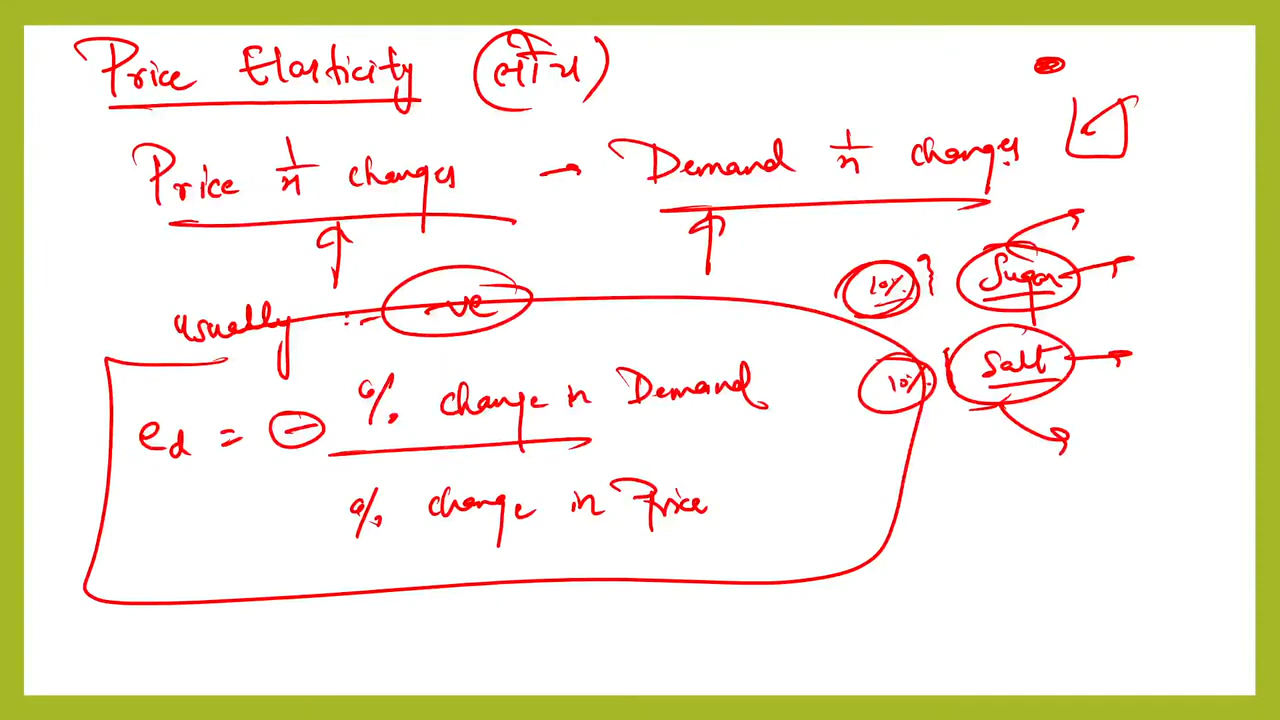 Price Elasticity
Price में changes → Demand में changes
usually :- -ve
10% } Sugar
10% Salt
ed = - % change in Demand
% change in Price